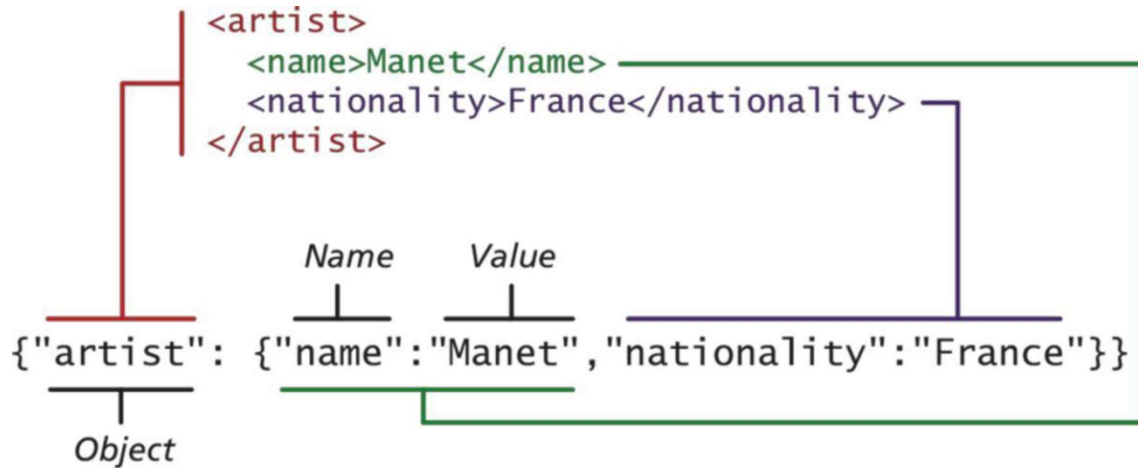 <artist>
<name>Manet</name>
<nationality>France</nationality>
</artist>
Name Value
{"artist": {"name":"Manet","nationality":"France"}}
Object